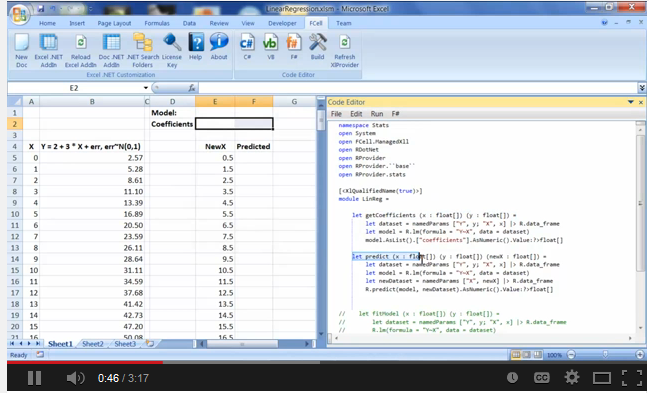 LinearRegression.xlsm - Microsoft Excel
Home Insert Page Layout Formulas Data Review View Developer FCell Team
New Doc
Excel .NET Addin
Reload Excel Addin
Doc .NET Addin
.NET Search Folders
License Key
Help
About
C#
VB
F#
Build
Refresh XlProvider
Excel .NET Customization
Code Editor
E2
Code Editor
File Edit Run F#
A B C D E F G
1 Model:
2 Coefficients
3
4 X Y = 2 + 3 * X + err, err~N(0,1) NewX Predicted
5 0 2.57 0.5
6 1 5.28 1.5
7 2 8.61 2.5
8 3 11.10 3.5
9 4 13.39 4.5
10 5 16.89 5.5
11 6 20.50 6.5
12 7 23.59 7.5
13 8 26.11 8.5
14 9 28.64 9.5
15 10 31.11 10.5
16 11 34.59 11.5
17 12 37.68 12.5
18 13 41.42 13.5
19 14 42.73 14.5
20 15 47.20 15.5
21 16 50.08 16.5
namespace Stats
open System
open FCell.ManagedXll
open RDotNet
open RProvider
open RProvider.``base``
open RProvider.stats
[<XlQualifiedName(true)>]
module LinReg =
let getCoefficients (x : float[]) (y : float[]) =
let dataset = namedParams ["Y", y; "X", x] |> R.data_frame
let model = R.lm(formula = "Y~X", data = dataset)
model.AsList().["coefficients"].AsNumeric().Value:?>float[]
let predict (x : float[]) (y : float[]) (newX : float[]) =
let dataset = namedParams ["Y", y; "X", x] |> R.data_frame
let model = R.lm(formula = "Y~X", data = dataset)
let newDataset = namedParams ["X", newX] |> R.data_frame
R.predict(model, newDataset).AsNumeric().Value:?>float[]
// let fitModel (x : float[]) (y : float[]) =
// let dataset = namedParams ["Y", y; "X", x] |> R.data_frame
// R.lm(formula = "Y~X", data = dataset)
Sheet1 Sheet2 Sheet3
Ready 100%
0:46 / 3:17
CC